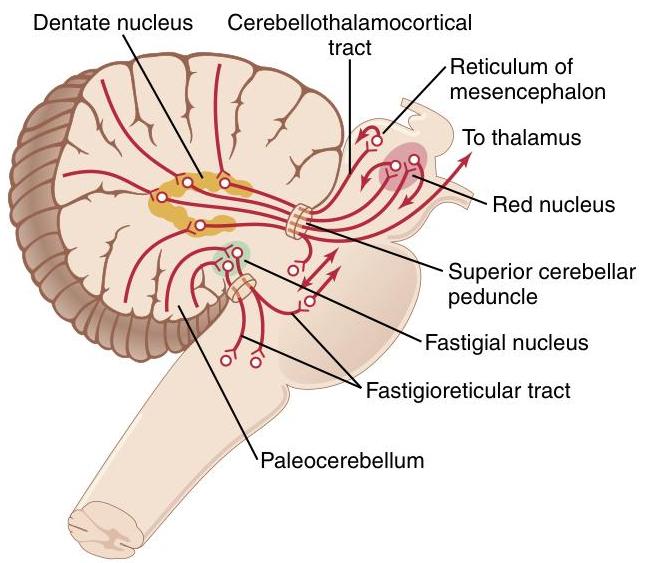 Dentate nucleus
Cerebellothalamocortical
tract
Reticulum of
mesencephalon
To thalamus
Red nucleus
Superior cerebellar
peduncle
Fastigial nucleus
Fastigioreticular tract
Paleocerebellum